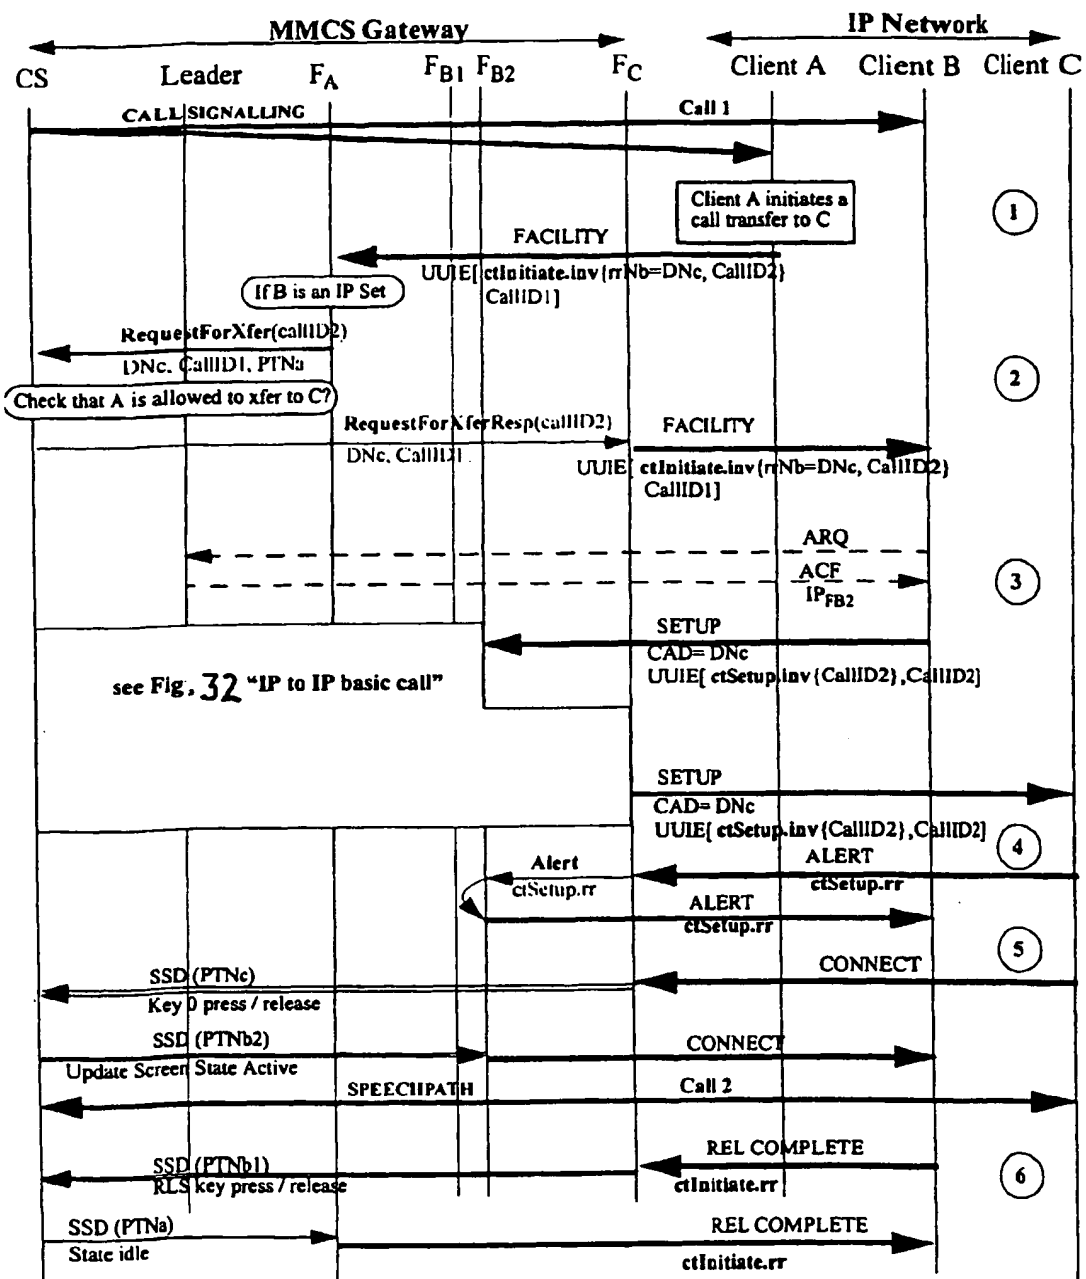 MMCS Gateway
IP Network
CS
Leader
FA
FB1
FB2
FC
Client A
Client B
Client C
CALL SIGNALLING
Call 1
Client A initiates a
call transfer to C
1
FACILITY
UUIE[ ctInitiate.inv{rrNb=DNc, CallID2}
CallID1]
If B is an IP Set
RequestForXfer(callID2)
DNc, CallID1, PTNa
2
Check that A is allowed to xfer to C?
RequestForXferResp(callID2)
DNc, CallID1
FACILITY
UUIE[ ctInitiate.inv{rrNb=DNc, CallID2}
CallID1]
ARQ
ACF
IPFB2
3
SETUP
CAD= DNc
UUIE[ ctSetup.inv{CallID2},CallID2]
see Fig. 32 "IP to IP basic call"
SETUP
CAD= DNc
UUIE[ ctSetup.inv{CallID2},CallID2]
4
ALERT
ctSetup.rr
Alert
ctSetup.rr
ALERT
ctSetup.rr
5
CONNECT
SSD (PTNc)
Key 0 press / release
SSD (PTNb2)
Update Screen State Active
CONNECT
SPEECHPATH
Call 2
REL COMPLETE
ctInitiate.rr
SSD (PTNb1)
RLS key press / release
6
SSD (PTNa)
State idle
REL COMPLETE
ctInitiate.rr